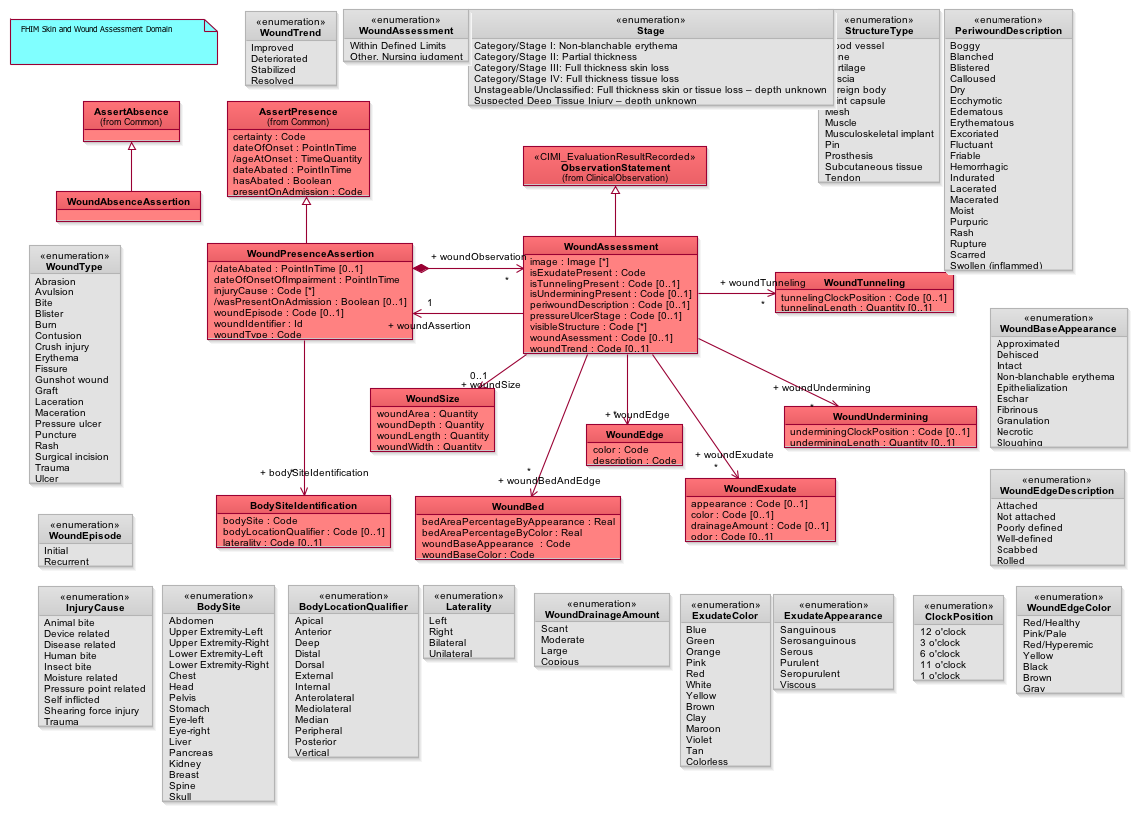 FHIM Skin and Wound Assessment Domain
«enumeration»
WoundTrend
Improved
Deteriorated
Stabilized
Resolved
«enumeration»
WoundAssessment
Within Defined Limits
Other, Nursing judgment
«enumeration»
Stage
Category/Stage I: Non-blanchable erythema
Category/Stage II: Partial thickness
Category/Stage III: Full thickness skin loss
Category/Stage IV: Full thickness tissue loss
Unstageable/Unclassified: Full thickness skin or tissue loss – depth unknown
Suspected Deep Tissue Injury – depth unknown
«enumeration»
StructureType
vessel
body
capsule
Mesh
Muscle
Musculoskeletal implant
Pin
Prosthesis
Subcutaneous tissue
Tendon
«enumeration»
PeriwoundDescription
Boggy
Blanched
Blistered
Calloused
Dry
Ecchymotic
Edematous
Erythematous
Excoriated
Fluctuant
Friable
Hemorrhagic
Indurated
Lacerated
Macerated
Moist
Purpuric
Rash
Rupture
Scarred
Swollen (inflammed)
AssertAbsence
(from Common)
AssertPresence
(from Common)
certainty : Code
dateOfOnset : PointInTime
/ageAtOnset : TimeQuantity
dateAbated : PointInTime
hasAbated : Boolean
presentOnAdmission : Code
«CIMI_EvaluationResultRecorded»
ObservationStatement
(from ClinicalObservation)
WoundAbsenceAssertion
WoundPresenceAssertion
/dateAbated : PointInTime [0..1]
dateOfOnsetOfImpairment : PointInTime
injuryCause : Code [*]
/wasPresentOnAdmission : Boolean [0..1]
woundEpisode : Code [0..1]
woundIdentifier : Id
woundType : Code
+ woundObservation
*
1
+ woundAssertion
WoundAssessment
image : Image [*]
isExudatePresent : Code
isTunnelingPresent : Code [0..1]
isUnderminingPresent : Code [0..1]
periwoundDescription : Code [0..1]
pressureUlcerStage : Code [0..1]
visibleStructure : Code [*]
woundAsessment : Code [0..1]
woundTrend : Code [0..1]
+ woundTunneling
*
WoundTunneling
tunnelingClockPosition : Code [0..1]
tunnelingLength : Quantity [0..1]
«enumeration»
WoundType
Abrasion
Avulsion
Bite
Blister
Burn
Contusion
Crush injury
Erythema
Fissure
Gunshot wound
Graft
Laceration
Maceration
Pressure ulcer
Puncture
Rash
Surgical incision
Trauma
Ulcer
«enumeration»
WoundBaseAppearance
Approximated
Dehisced
Intact
Non-blanchable erythema
Epithelialization
Eschar
Fibrinous
Granulation
Necrotic
Sloughing
0..1
+ woundSize
WoundSize
woundArea : Quantity
woundDepth : Quantity
woundLength : Quantity
woundWidth : Quantity
+ woundEdge
*
WoundEdge
color : Code
description : Code
+ woundUndermining
*
WoundUndermining
underminingClockPosition : Code [0..1]
underminingLength : Quantity [0..1]
+ woundExudate
*
WoundExudate
appearance : Code [0..1]
color : Code [0..1]
drainageAmount : Code [0..1]
odor : Code [0..1]
+ bodySiteIdentification
*
BodySiteIdentification
bodySite : Code
bodyLocationQualifier : Code [0..1]
laterality : Code [0..1]
*
+ woundBedAndEdge
WoundBed
bedAreaPercentageByAppearance : Real
bedAreaPercentageByColor : Real
woundBaseAppearance : Code
woundBaseColor : Code
«enumeration»
WoundEdgeDescription
Attached
Not attached
Poorly defined
Well-defined
Scabbed
Rolled
«enumeration»
WoundEpisode
Initial
Recurrent
«enumeration»
InjuryCause
Animal bite
Device related
Disease related
Human bite
Insect bite
Moisture related
Pressure point related
Self inflicted
Shearing force injury
Trauma
«enumeration»
BodySite
Abdomen
Upper Extremity-Left
Upper Extremity-Right
Lower Extremity-Left
Lower Extremity-Right
Chest
Head
Pelvis
Stomach
Eye-left
Eye-right
Liver
Pancreas
Kidney
Breast
Spine
Skull
«enumeration»
BodyLocationQualifier
Apical
Anterior
Deep
Distal
Dorsal
External
Internal
Anterolateral
Mediolateral
Median
Peripheral
Posterior
Vertical
«enumeration»
Laterality
Left
Right
Bilateral
Unilateral
«enumeration»
WoundDrainageAmount
Scant
Moderate
Large
Copious
«enumeration»
ExudateColor
Blue
Green
Orange
Pink
Red
White
Yellow
Brown
Clay
Maroon
Violet
Tan
Colorless
«enumeration»
ExudateAppearance
Sanguinous
Serosanguinous
Serous
Purulent
Seropurulent
Viscous
«enumeration»
ClockPosition
12 o'clock
3 o'clock
6 o'clock
11 o'clock
1 o'clock
«enumeration»
WoundEdgeColor
Red/Healthy
Pink/Pale
Red/Hyperemic
Yellow
Black
Brown
Gray